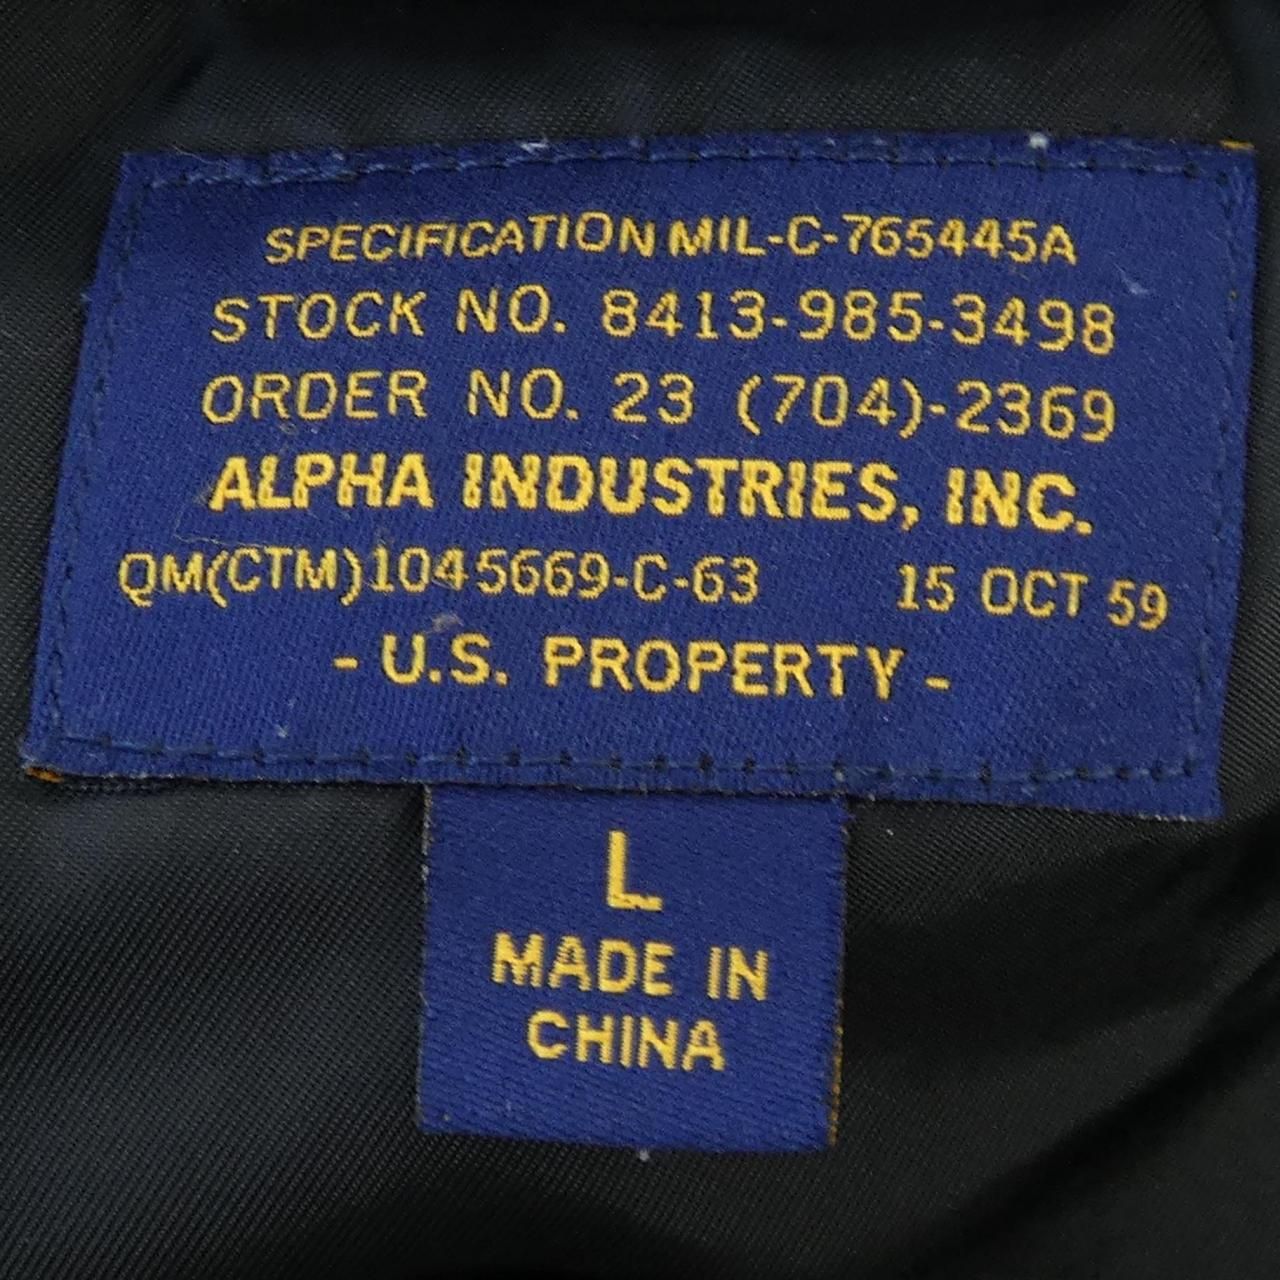 SPECIFICATION MIL-C-765445A
STOCK NO. 8413-985-3498
ORDER NO. 23 (704)-2369
ALPHA INDUSTRIES, INC.
QM(CTM)1045669-C-63 15 OCT 59
- U.S. PROPERTY -
L
MADE IN
CHINA